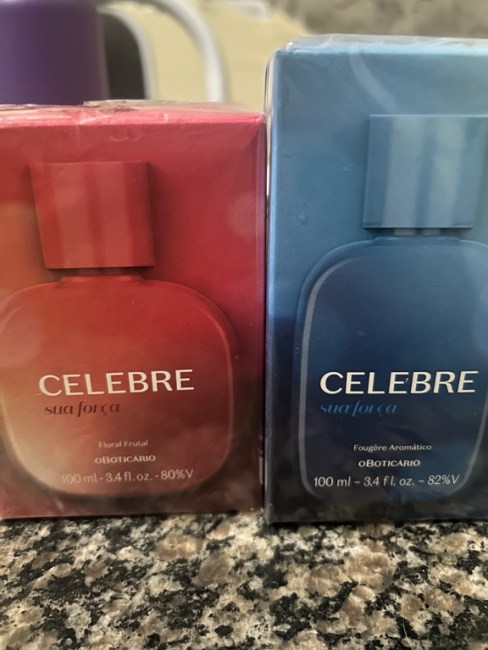 CELEBRE
sua força
Floral Frutal
oBOTICÁRIO
100 ml - 3.4 fl. oz. - 80%V
CELEBRE
sua força
Fougère Aromático
oBOTICÁRIO
100 ml – 3,4 fl. oz. – 82%V